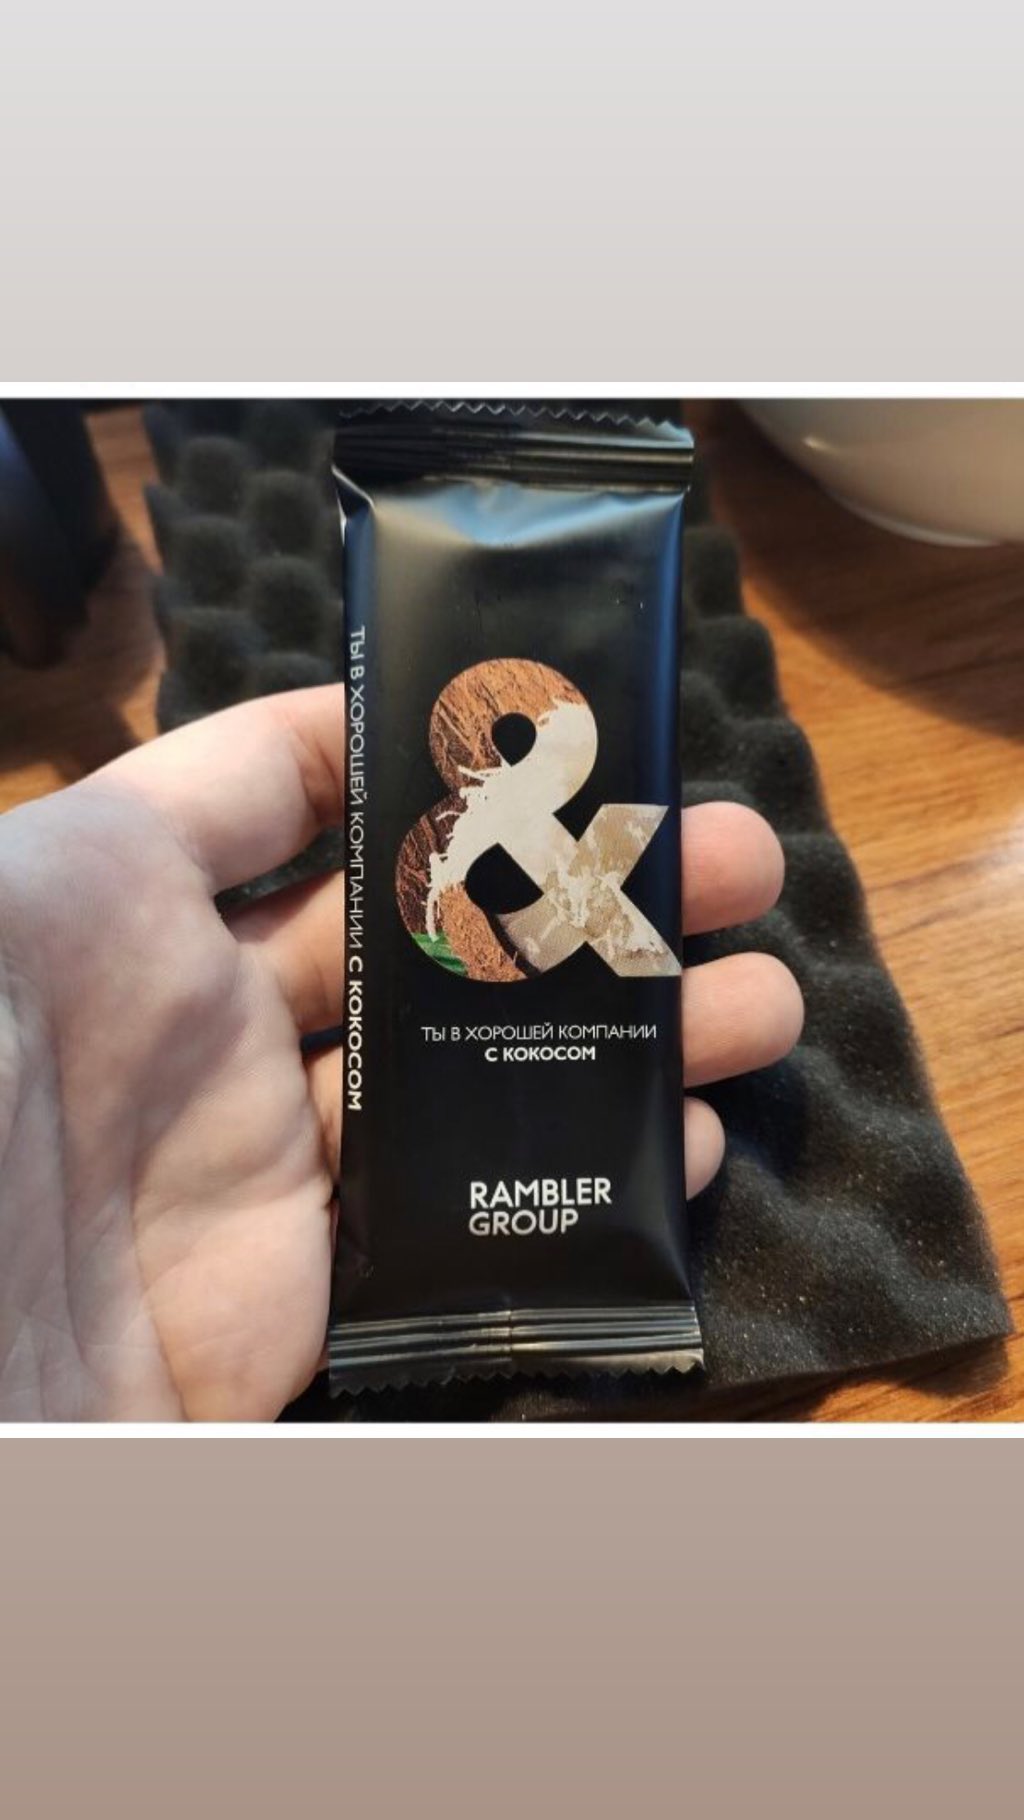 ТЫ В ХОРОШЕЙ КОМПАНИИ С КОКОСОМ
&
ТЫ В ХОРОШЕЙ КОМПАНИИ
С КОКОСОМ
RAMBLER
GROUP